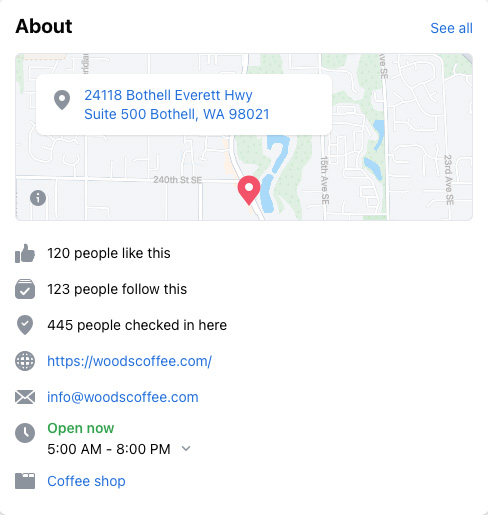 About
See all
24118 Bothell Everett Hwy
Suite 500 Bothell, WA 98021
240th St SE
15th Ave SE
23rd Ave SE
120 people like this
123 people follow this
445 people checked in here
https://woodscoffee.com/
info@woodscoffee.com
Open now
5:00 AM - 8:00 PM
Coffee shop